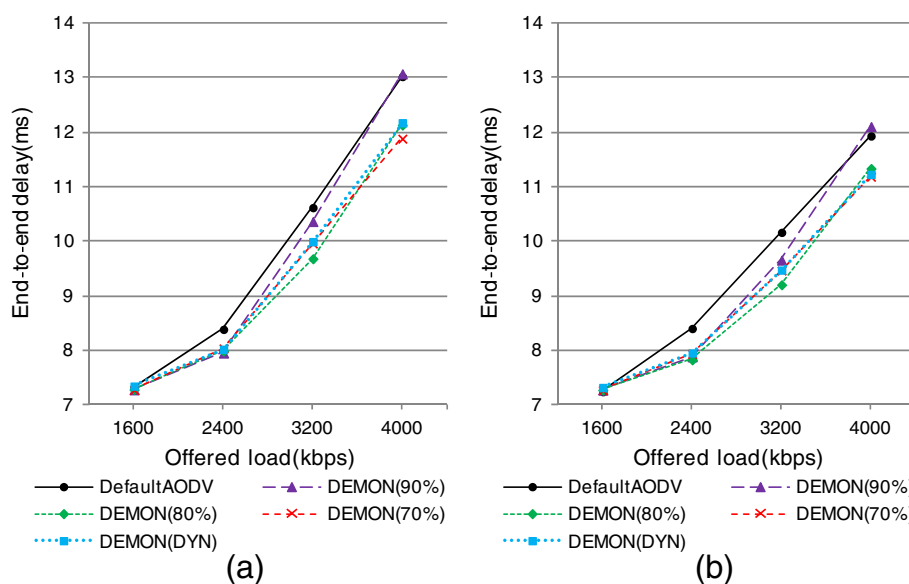 14
13
12
11
10
9
8
7
End-to-end delay(ms)
1600 2400 3200 4000
Offered load(kbps)
DefaultAODV
DEMON(90%)
DEMON(80%)
DEMON(70%)
DEMON(DYN)
(a)
14
13
12
11
10
9
8
7
End-to-end delay(ms)
1600 2400 3200 4000
Offered load(kbps)
DefaultAODV
DEMON(90%)
DEMON(80%)
DEMON(70%
DEMON(DYN)
(b)